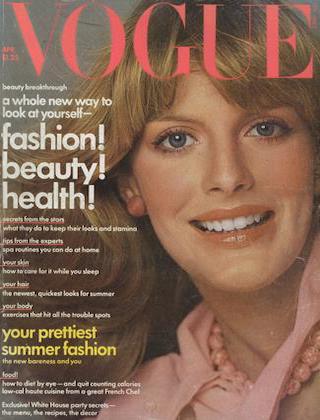 VOGUE
APR.
$1.25
beauty breakthrough
a whole new way to
look at yourself—
fashion!
beauty!
health!
secrets from the stars
what they do to keep their looks and stamina
tips from the experts
spa routines you can do at home
your skin
how to care for it while you sleep
your hair
the newest, quickest looks for summer
your body
exercises that hit all the trouble spots
your prettiest
summer fashion
the new bareness and you
food!
how to diet by eye—and quit counting calories
low-cal haute cuisine from a great French Chef
Exclusive! White House party secrets—
the menu, the recipes, the decor